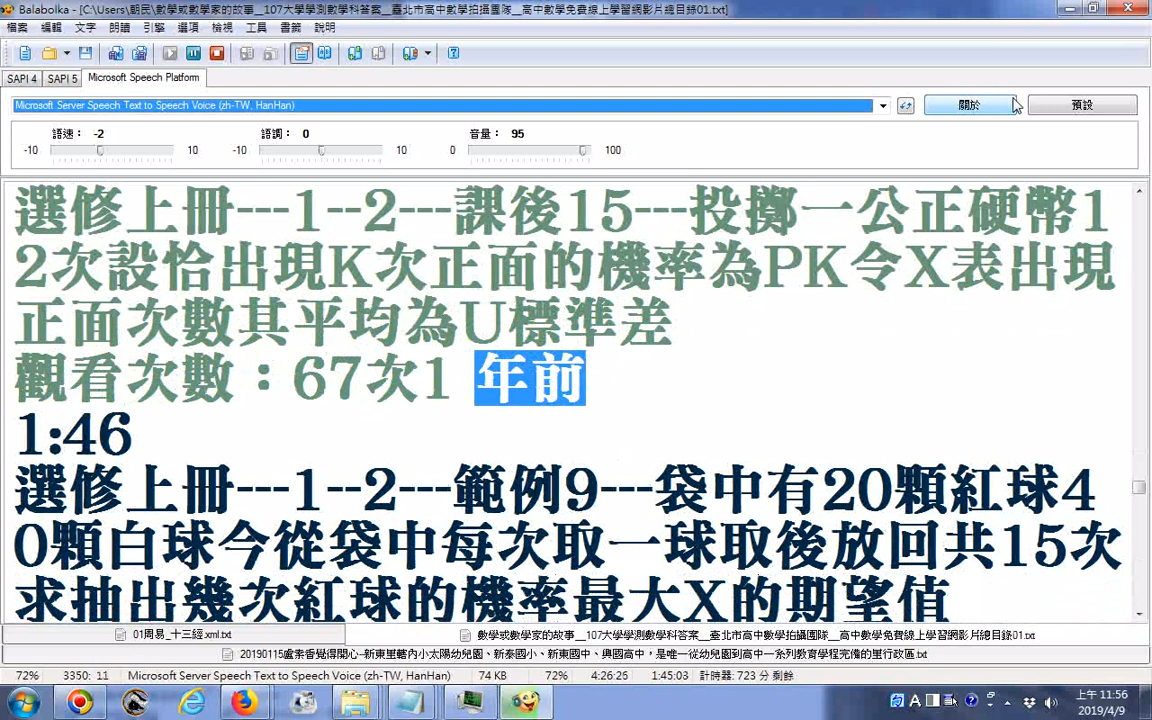 Balabolka - [C:\Users\朝民\數學或數學家的故事__107大學學測數學科答案__臺北市高中數學拍攝團隊__高中數學免費線上學習網影片總目錄01.txt]
檔案 編輯 文字 朗讀 引擎 選項 檢視 工具 書籤 說明
SAPI 4 SAPI 5 Microsoft Speech Platform
Microsoft Server Speech Text to Speech Voice (zh-TW, HanHan) 關於 預設
語速： -2 語調： 0 音量： 95
-10 10 -10 10 0 100
選修上冊---1--2---課後15---投擲一公正硬幣1
2次設恰出現K次正面的機率為PK令X表出現
正面次數其平均為U標準差
觀看次數：67次1 年前
1:46
選修上冊---1--2---範例9---袋中有20顆紅球4
0顆白球今從袋中每次取一球取後放回共15次
求抽出幾次紅球的機率最大X的期望值
01周易_十三經.xml.txt 數學或數學家的故事__107大學學測數學科答案__臺北市高中數學拍攝團隊__高中數學免費線上學習網影片總目錄01.txt
20190115盧素香覺得開心-新東里轄內小太陽幼兒園、新泰國小、新東國中、興國高中，是唯一從幼兒園到高中一系列教育學程完備的里行政區.txt
72% 3350: 11 Microsoft Server Speech Text to Speech Voice (zh-TW, HanHan) 74 KB 72% 4:26:25 1:45:03 計時器: 723 分 剩餘
上午 11:56
2019/4/9